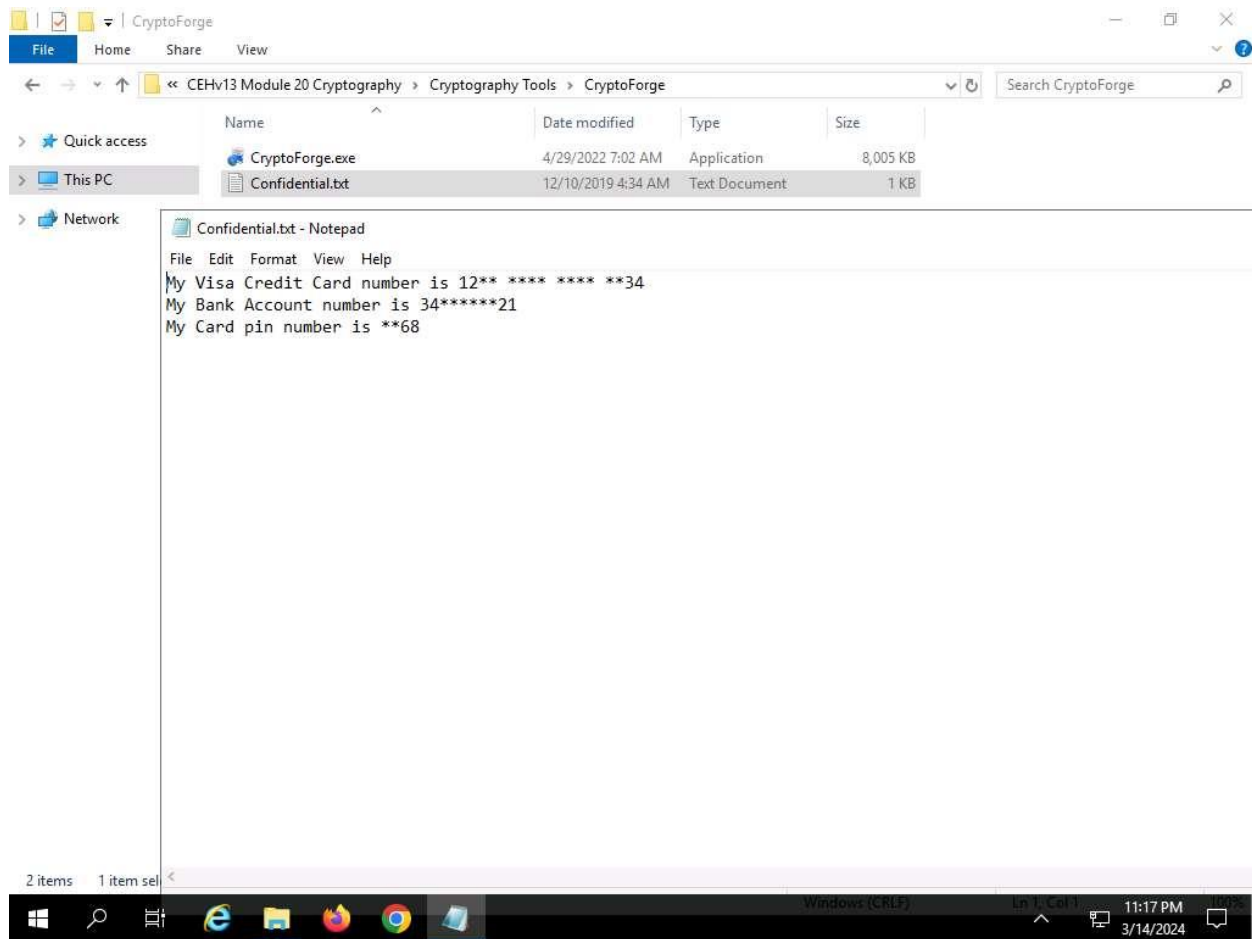 CryptoForge
File Home Share View
« CEHv13 Module 20 Cryptography › Cryptography Tools › CryptoForge
Search CryptoForge
Quick access
This PC
Network
Name Date modified Type Size
CryptoForge.exe 4/29/2022 7:02 AM Application 8,005 KB
Confidential.txt 12/10/2019 4:34 AM Text Document 1 KB
Confidential.txt - Notepad
File Edit Format View Help
My Visa Credit Card number is 12** **** **** **34
My Bank Account number is 34******21
My Card pin number is **68
2 items 1 item sel
Windows (CRLF) Ln 1, Col 1 100%
11:17 PM
3/14/2024